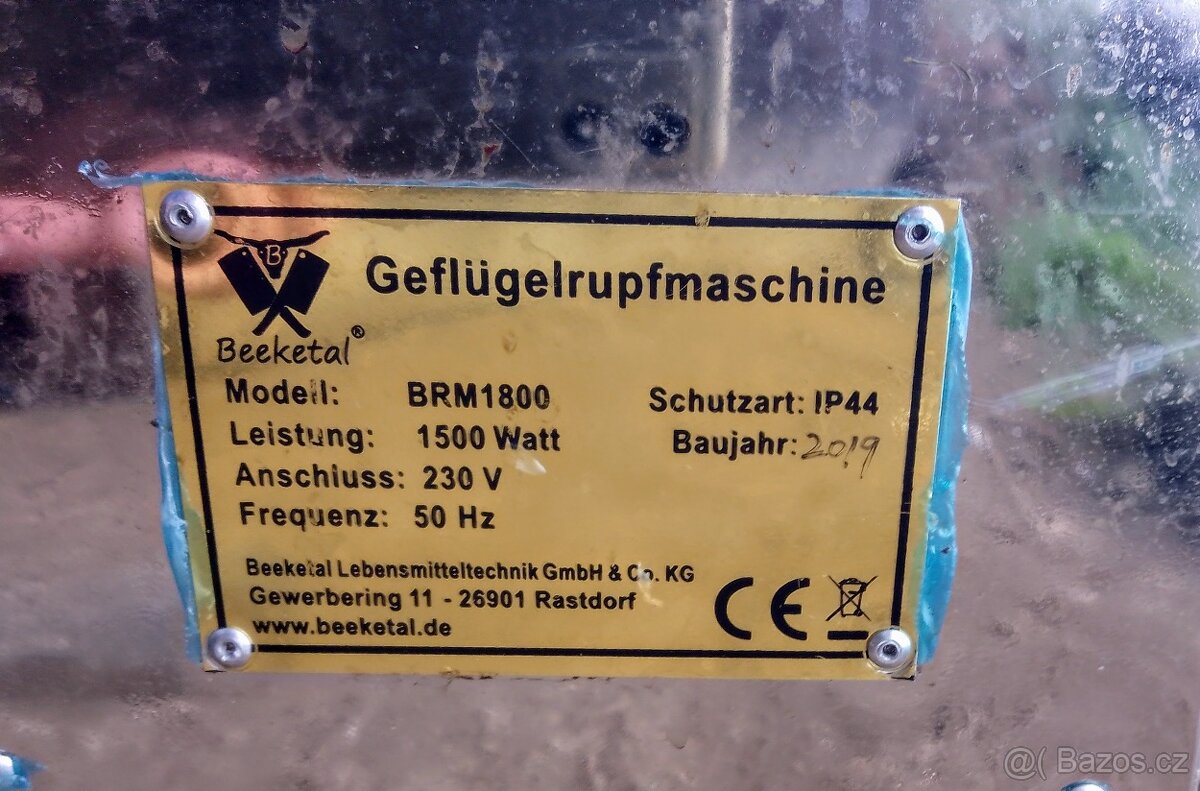 B
Beeketal®
Geflügelrupfmaschine
Modell: BRM1800
Schutzart: IP44
Leistung: 1500 Watt
Baujahr: 2019
Anschluss: 230 V
Frequenz: 50 Hz
Beeketal Lebensmitteltechnik GmbH & Co. KG
Gewerbering 11 - 26901 Rastdorf
www.beeketal.de
CE
@( Bazos.cz